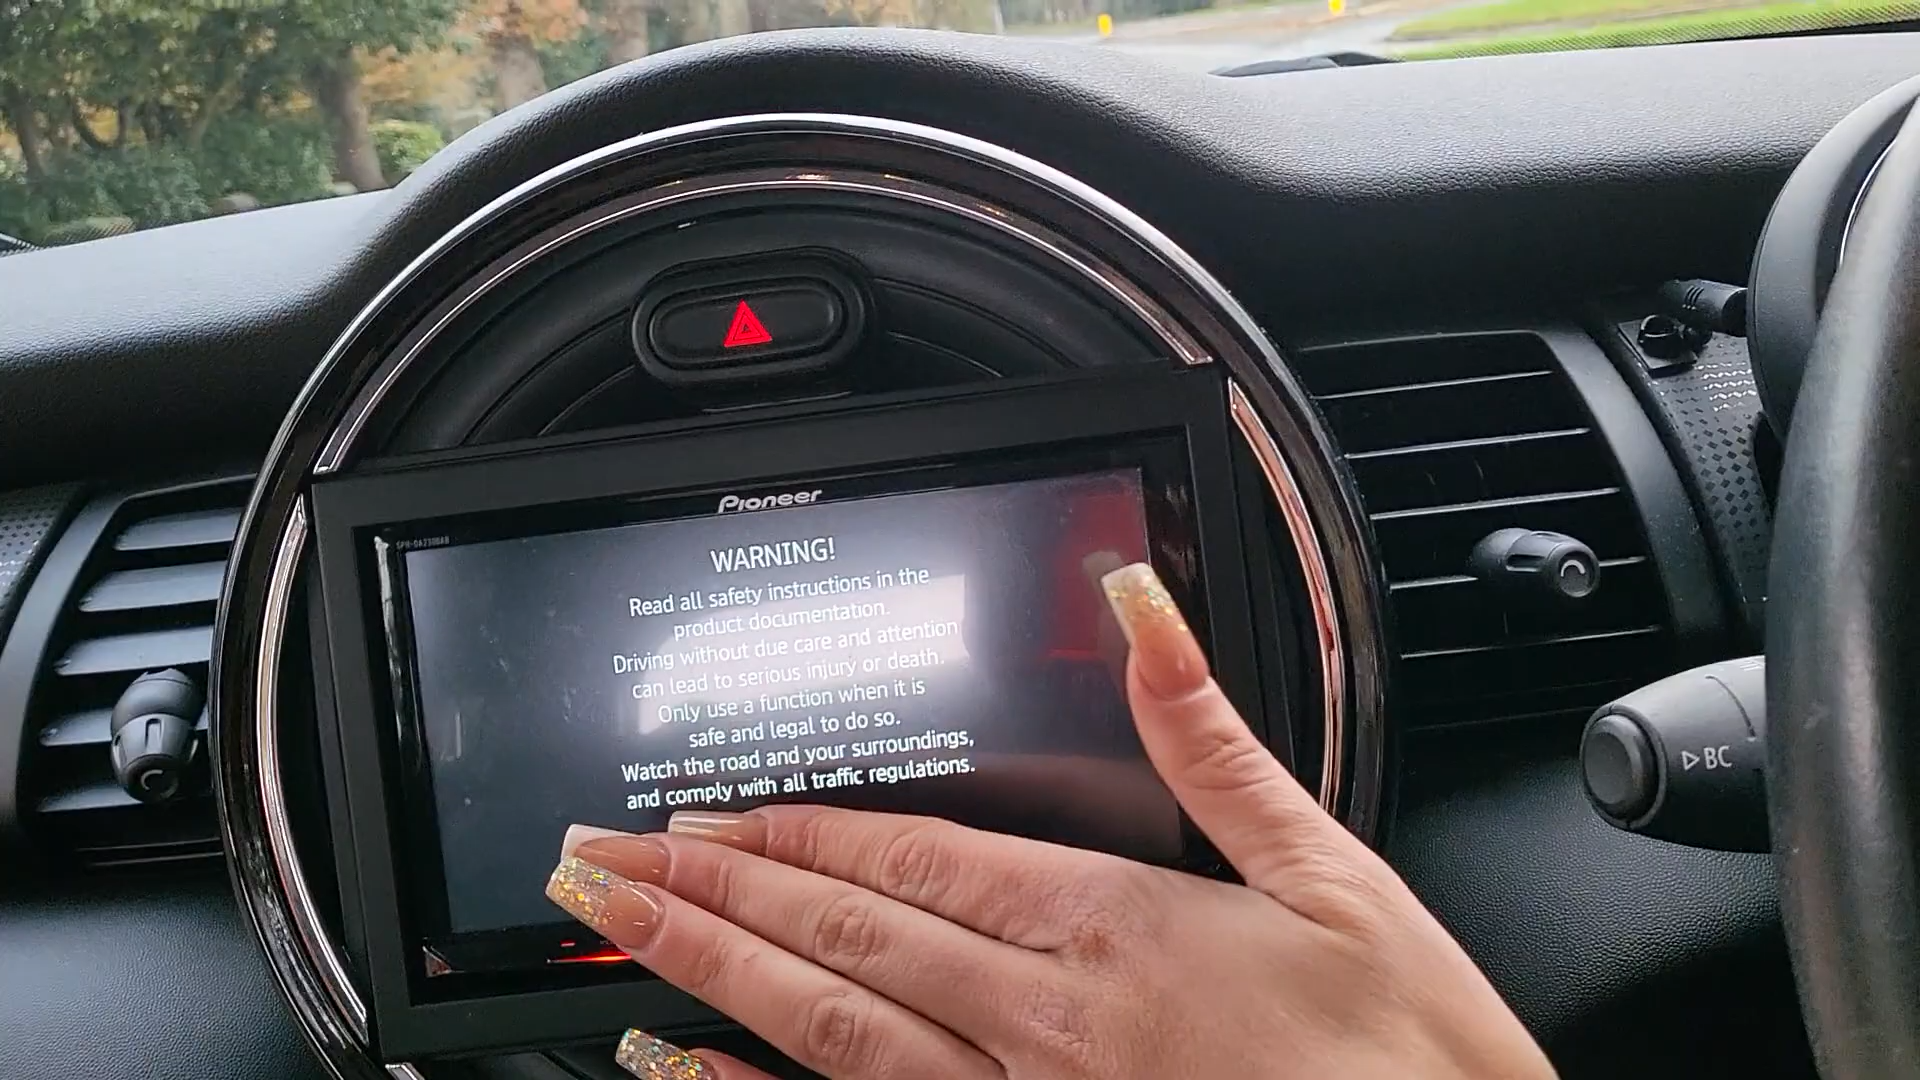 Pioneer
SPH-DA230DAB
WARNING!
Read all safety instructions in the
product documentation.
Driving without due care and attention
can lead to serious injury or death.
Only use a function when it is
safe and legal to do so.
Watch the road and your surroundings,
and comply with all traffic regulations.
BC